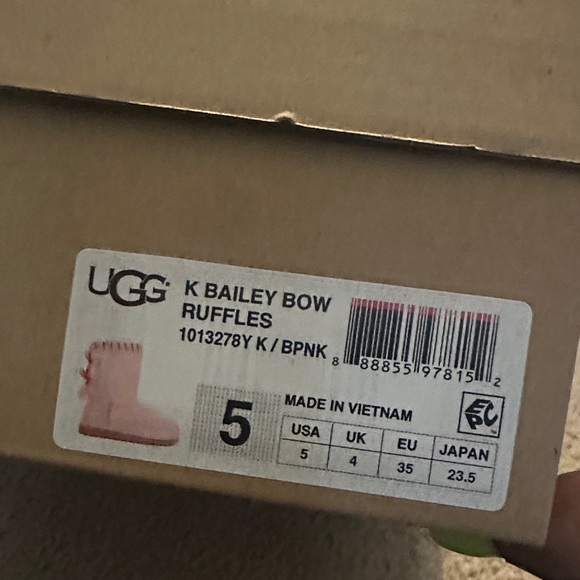 UGG
K BAILEY BOW
RUFFLES
1013278Y K / BPNK
8 88855 97815 2
5
MADE IN VIETNAM
EPC
USA UK EU JAPAN
5 4 35 23.5